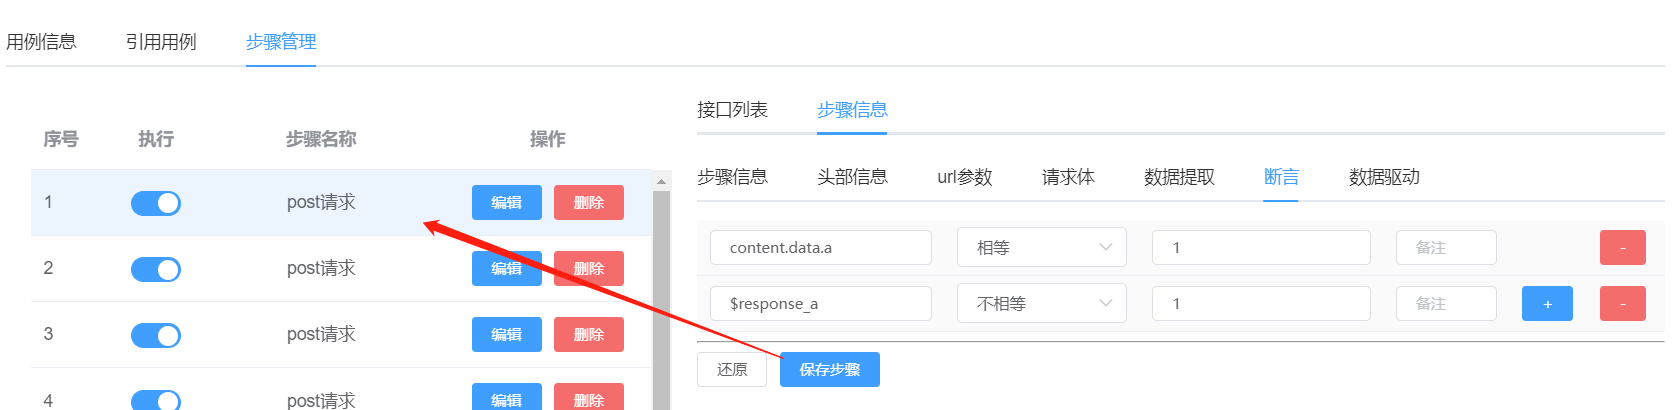 用例信息 引用用例 步骤管理
接口列表 步骤信息
序号 执行 步骤名称 操作
步骤信息 头部信息 url参数 请求体 数据提取 断言 数据驱动
1 post请求 编辑 删除
content.data.a 相等 1 备注 -
2 post请求 编辑 删除
$response_a 不相等 1 备注 + -
3 post请求 编辑 删除
还原 保存步骤
4 post请求 编辑 删除